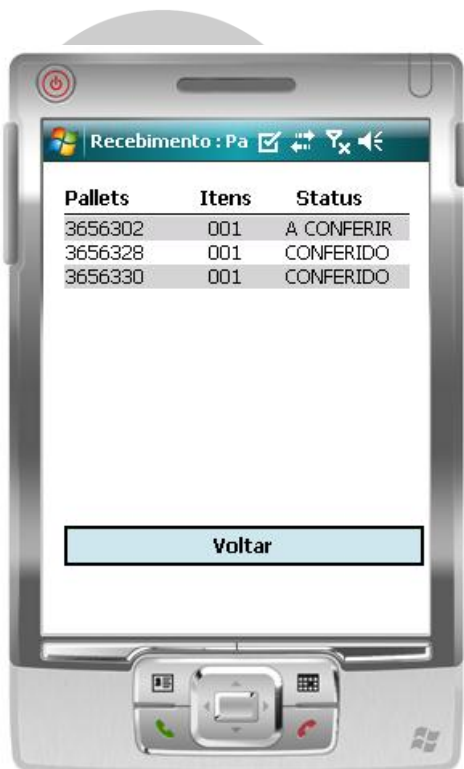 Recebimento : Pa
Pallets Itens Status
3656302 001 A CONFERIR
3656328 001 CONFERIDO
3656330 001 CONFERIDO
Voltar